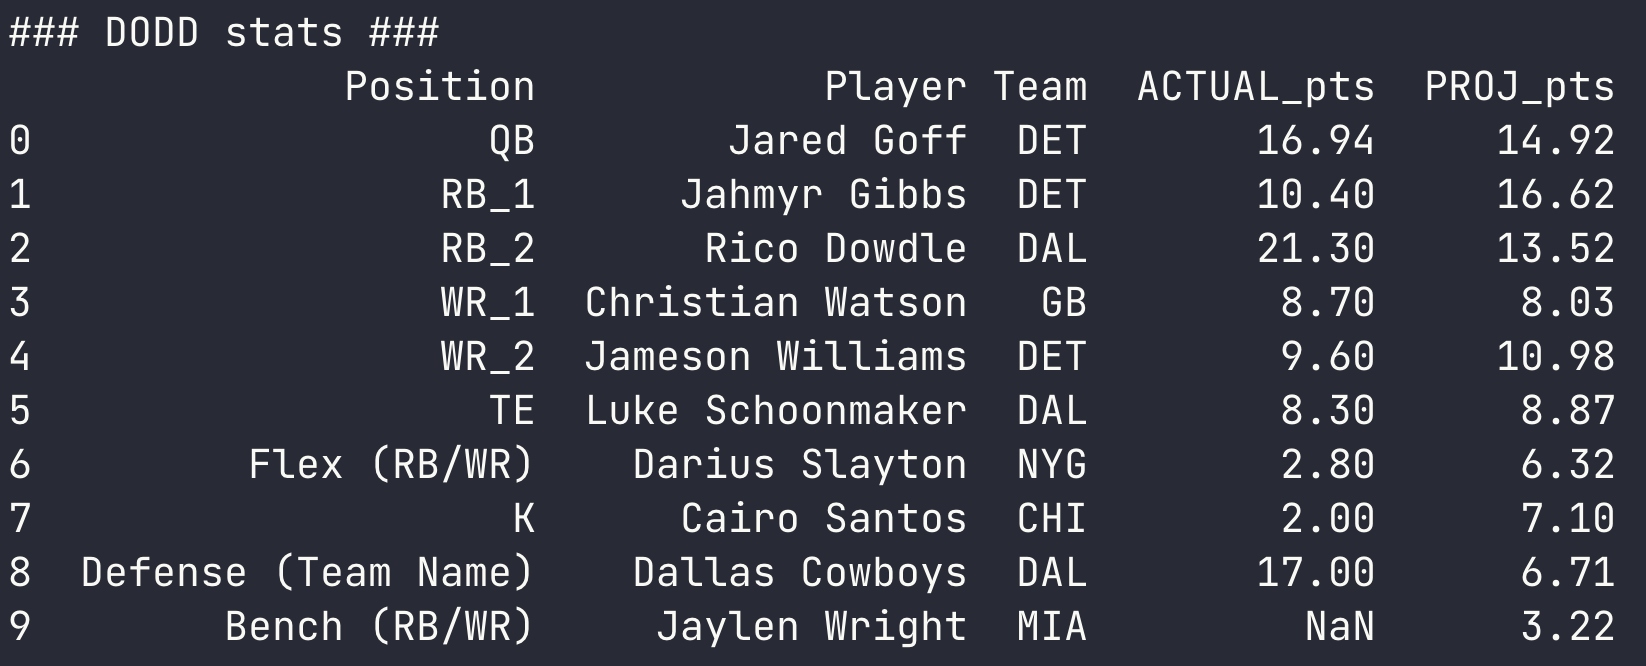 ### DODD stats ###
Position Player Team ACTUAL_pts PROJ_pts
0 QB Jared Goff DET 16.94 14.92
1 RB_1 Jahmyr Gibbs DET 10.40 16.62
2 RB_2 Rico Dowdle DAL 21.30 13.52
3 WR_1 Christian Watson GB 8.70 8.03
4 WR_2 Jameson Williams DET 9.60 10.98
5 TE Luke Schoonmaker DAL 8.30 8.87
6 Flex (RB/WR) Darius Slayton NYG 2.80 6.32
7 K Cairo Santos CHI 2.00 7.10
8 Defense (Team Name) Dallas Cowboys DAL 17.00 6.71
9 Bench (RB/WR) Jaylen Wright MIA NaN 3.22